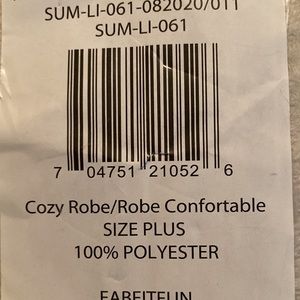 SUM-LI-061-082020/011
SUM-LI-061
7 04751 21052 6
Cozy Robe/Robe Confortable
SIZE PLUS
100% POLYESTER
FABFITFUN